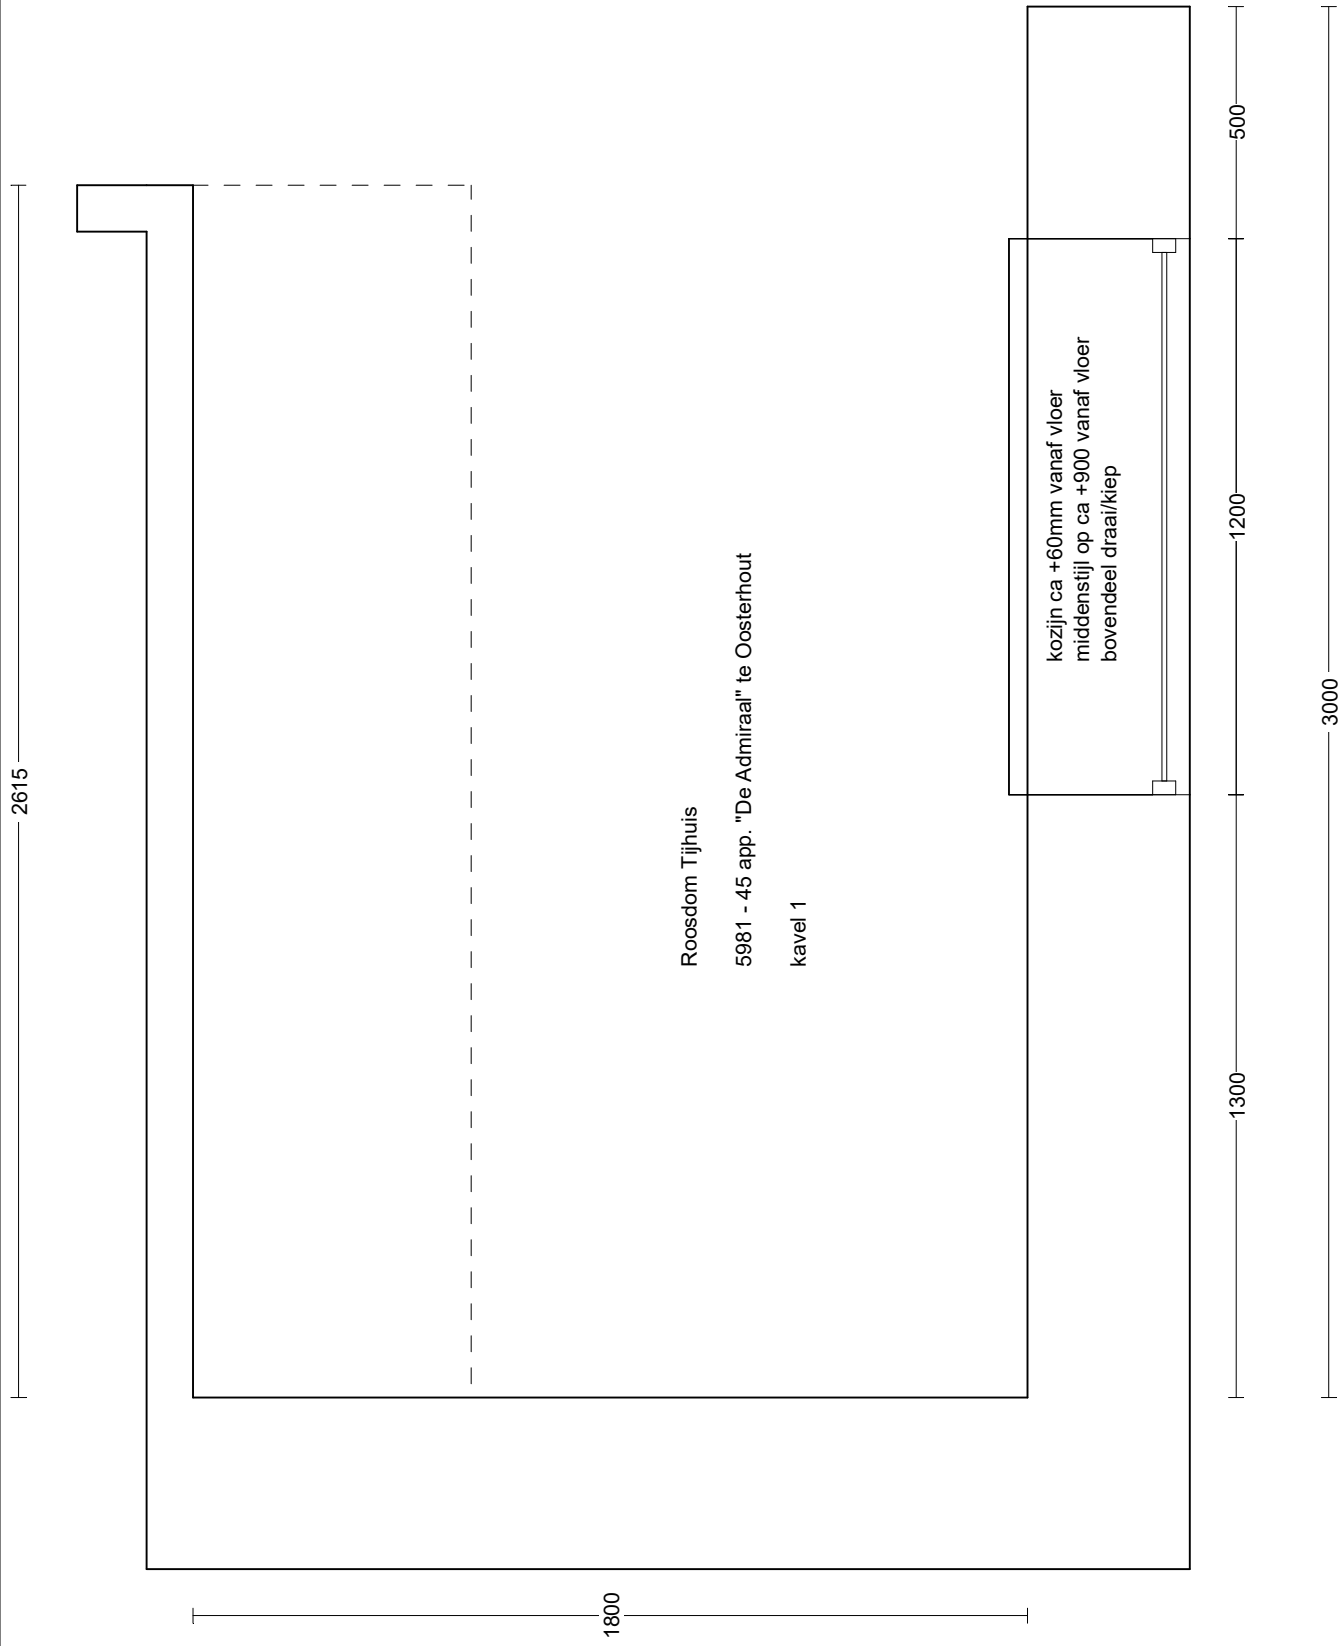 2615
Roosdom Tijhuis
5981 - 45 app. "De Admiraal" te Oosterhout
kavel 1
kozijn ca +60mm vanaf vloer
middenstijl op ca +900 vanaf vloer
bovendeel draai/kiep
1800
1300
1200
500
3000